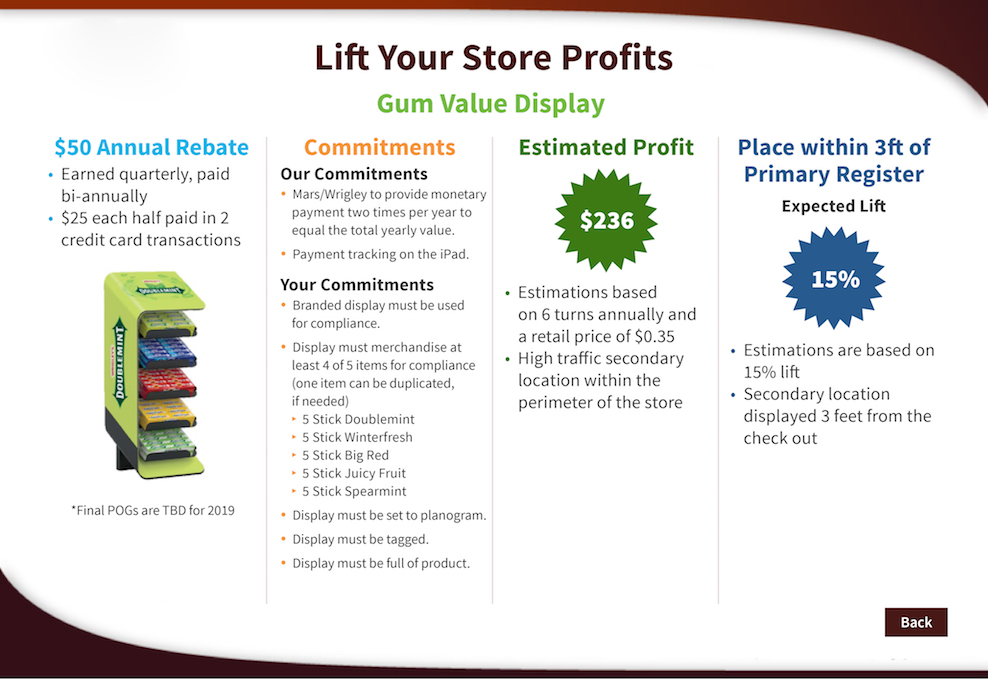 Lift Your Store Profits
Gum Value Display
$50 Annual Rebate
• Earned quarterly, paid
bi-annually
• $25 each half paid in 2
credit card transactions
DOUBLEMINT
DOUBLEMINT
*Final POGs are TBD for 2019
Commitments
Our Commitments
• Mars/Wrigley to provide monetary
payment two times per year to
equal the total yearly value.
• Payment tracking on the iPad.
Your Commitments
• Branded display must be used
for compliance.
• Display must merchandise at
least 4 of 5 items for compliance
(one item can be duplicated,
if needed)
‣ 5 Stick Doublemint
‣ 5 Stick Winterfresh
‣ 5 Stick Big Red
‣ 5 Stick Juicy Fruit
‣ 5 Stick Spearmint
• Display must be set to planogram.
• Display must be tagged.
• Display must be full of product.
Estimated Profit
$236
• Estimations based
on 6 turns annually and
a retail price of $0.35
• High traffic secondary
location within the
perimeter of the store
Place within 3ft of
Primary Register
Expected Lift
15%
• Estimations are based on
15% lift
• Secondary location
displayed 3 feet from the
check out
Back